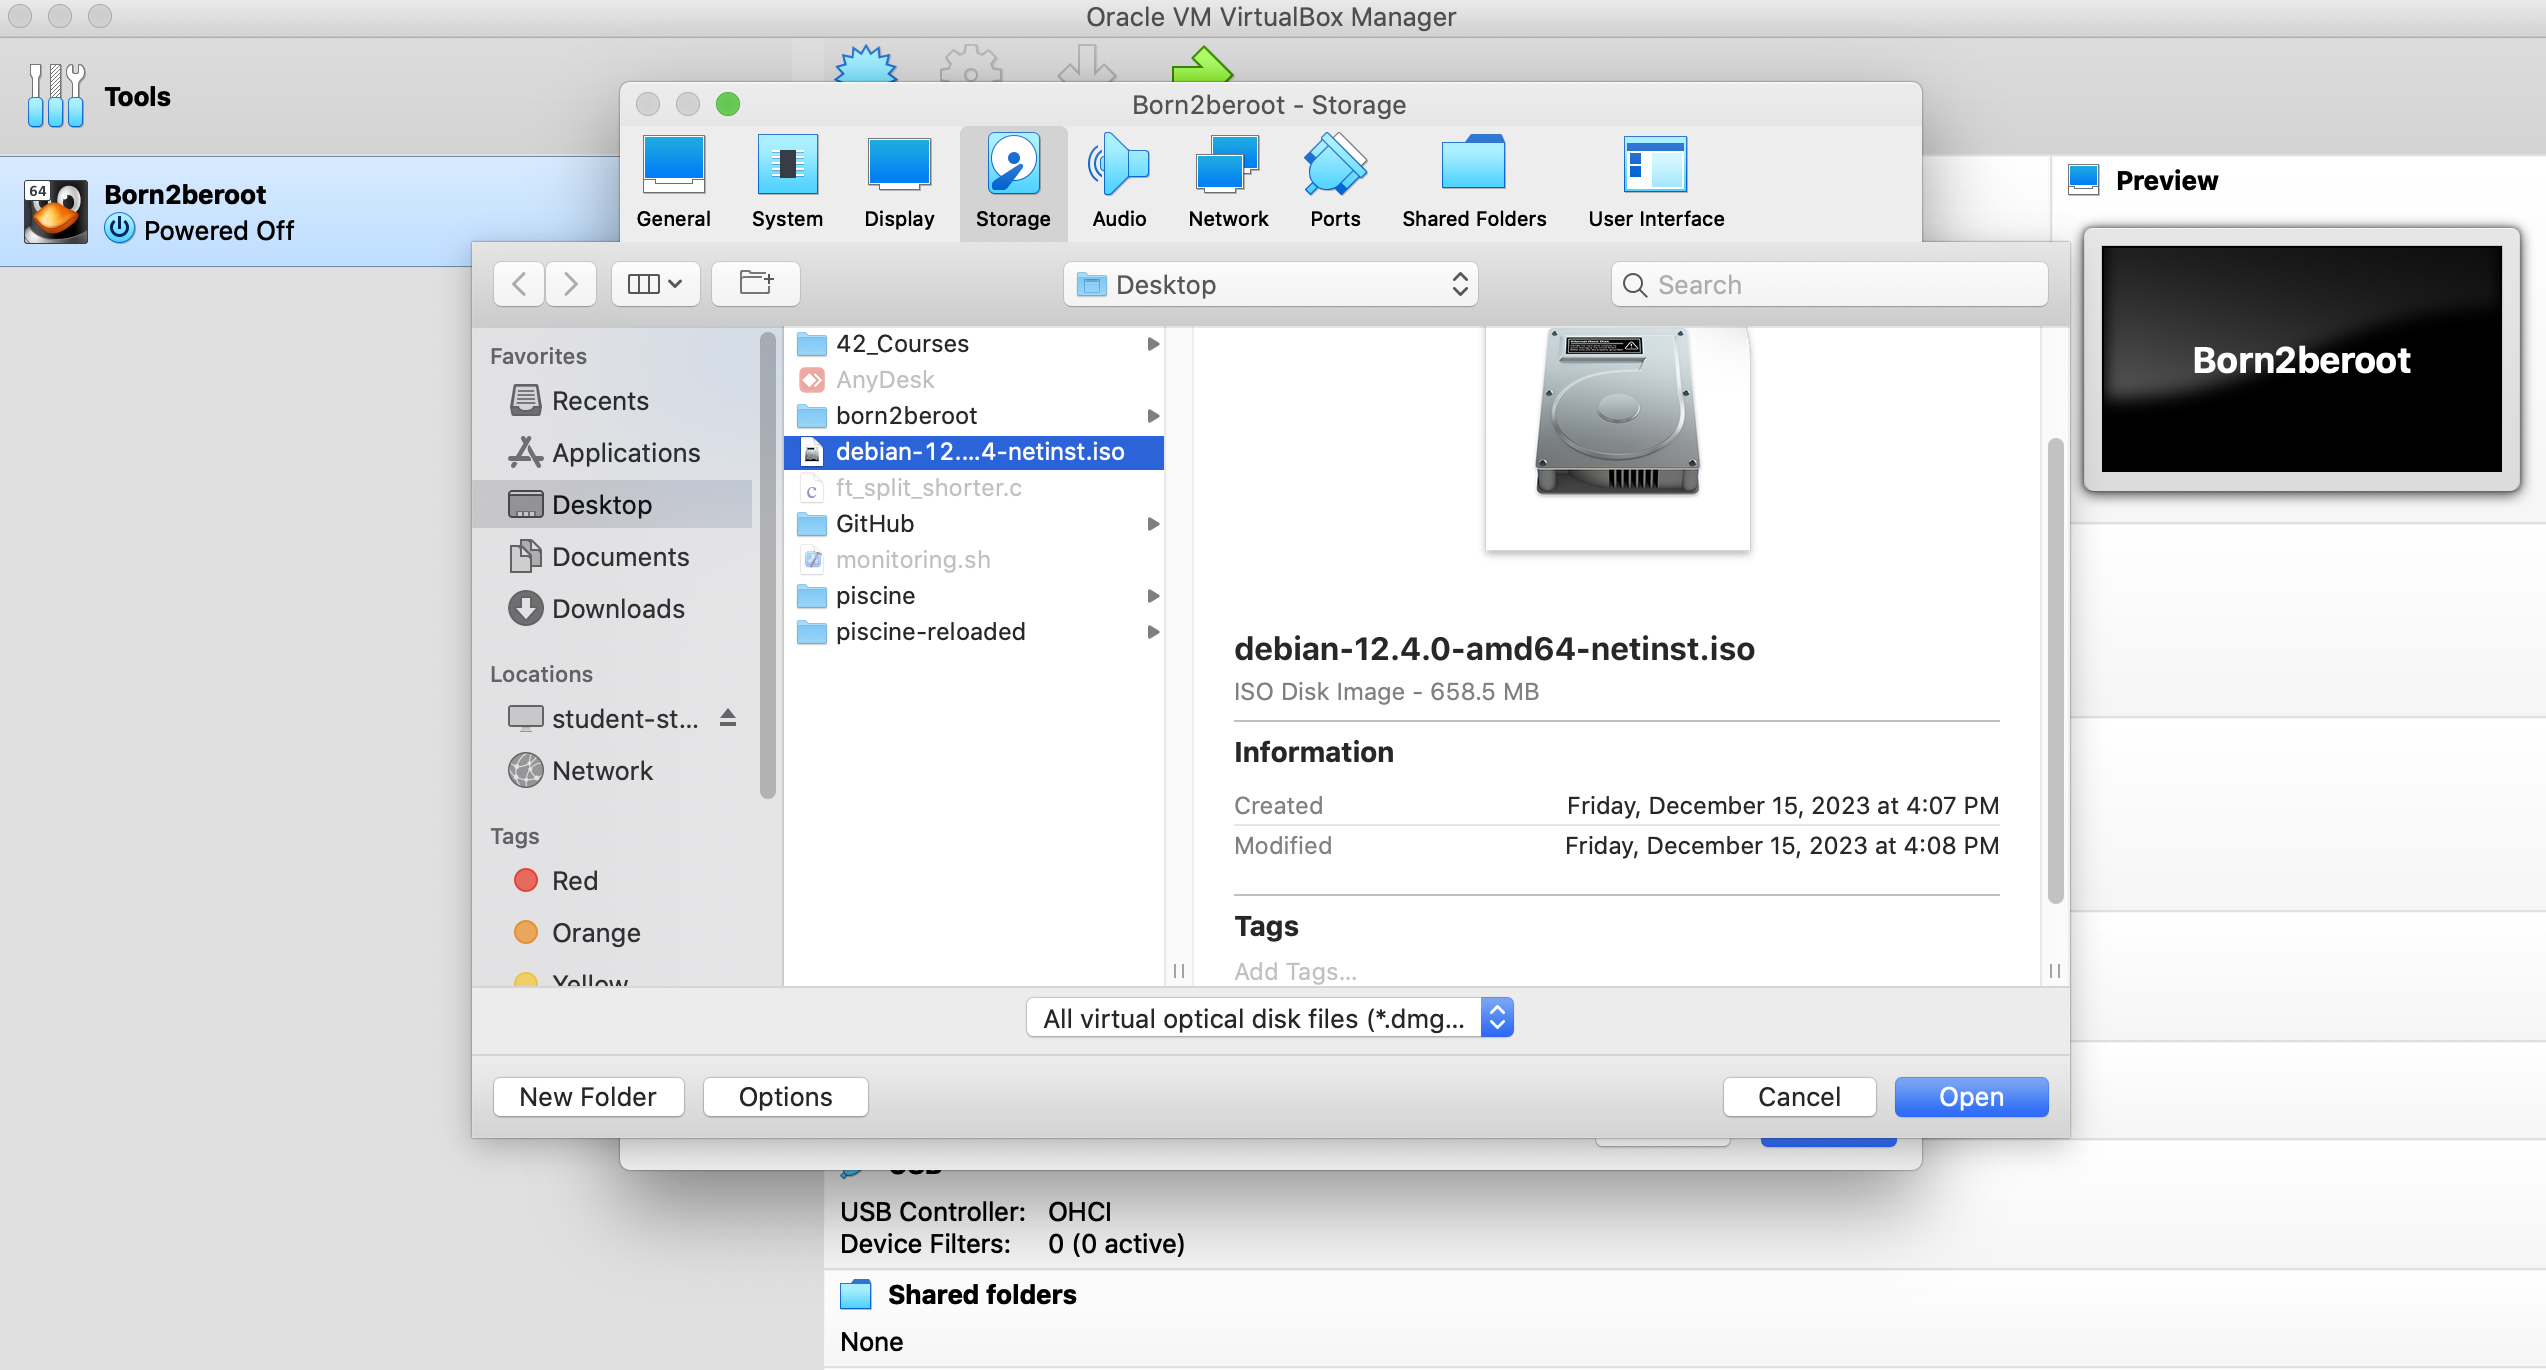 Oracle VM VirtualBox Manager
Tools
64
Born2beroot
Powered Off
Born2beroot - Storage
General
System
Display
Storage
Audio
Network
Ports
Shared Folders
User Interface
Preview
Born2beroot
Desktop
Search
Favorites
Recents
Applications
Desktop
Documents
Downloads
Locations
student-st...
Network
Tags
Red
Orange
Yellow
42_Courses
AnyDesk
born2beroot
debian-12....4-netinst.iso
ft_split_shorter.c
GitHub
monitoring.sh
piscine
piscine-reloaded
debian-12.4.0-amd64-netinst.iso
ISO Disk Image - 658.5 MB
Information
Created Friday, December 15, 2023 at 4:07 PM
Modified Friday, December 15, 2023 at 4:08 PM
Tags
Add Tags...
All virtual optical disk files (*.dmg...
New Folder
Options
Cancel
Open
USB
USB Controller: OHCI
Device Filters: 0 (0 active)
Shared folders
None